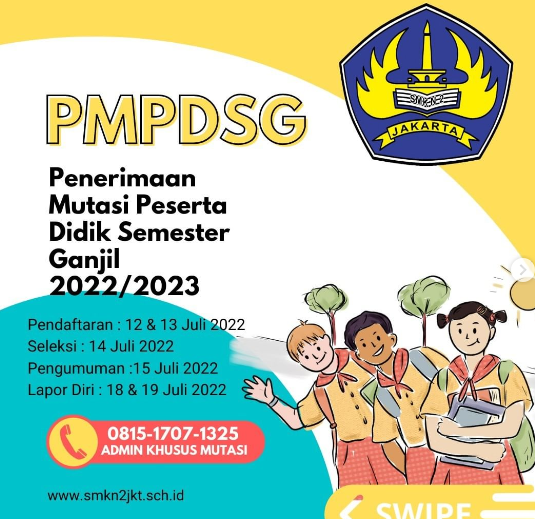 SMKN 2
JAKARTA
PMPDSG
Penerimaan
Mutasi Peserta
Didik Semester
Ganjil
2022/2023
Pendaftaran : 12 & 13 Juli 2022
Seleksi : 14 Juli 2022
Pengumuman :15 Juli 2022
Lapor Diri : 18 & 19 Juli 2022
0815-1707-1325
ADMIN KHUSUS MUTASI
www.smkn2jkt.sch.id
SWIPE